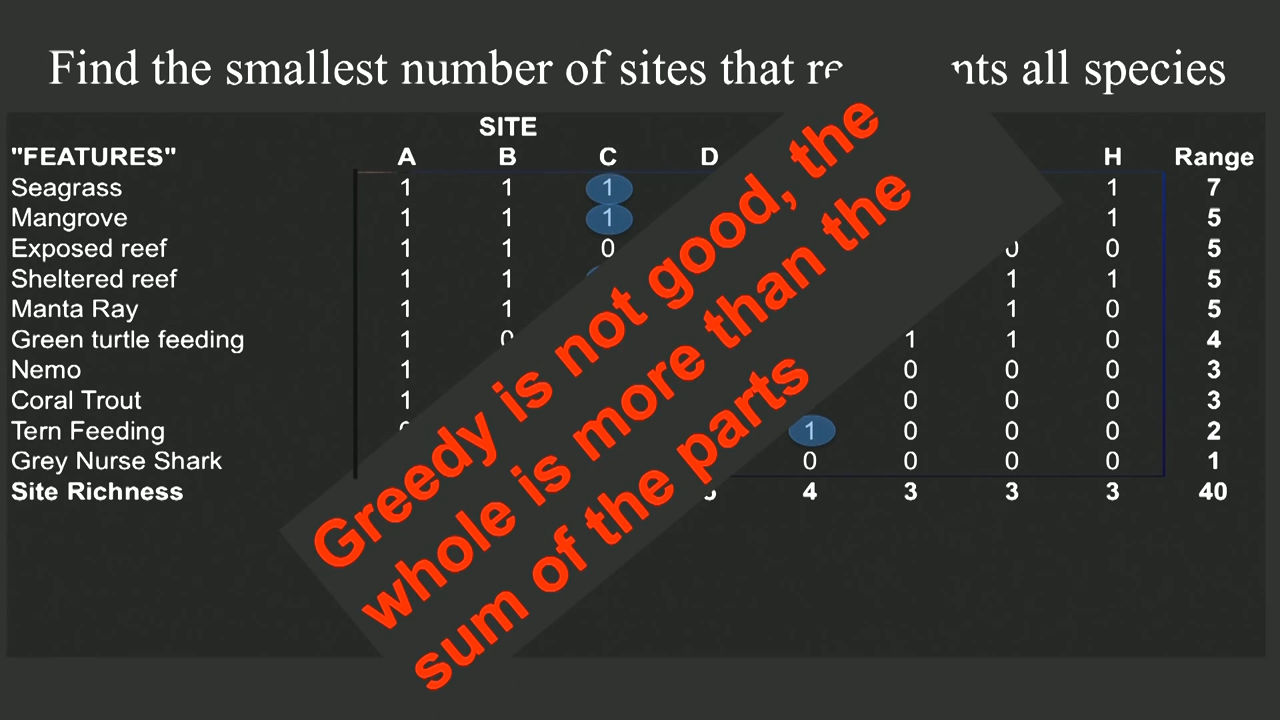 Find the smallest number of sites that all species
SITE
"FEATURES" A B C D H Range
Seagrass 1 1 1 1 7
Mangrove 1 1 1 1 5
Exposed reef 1 1 0 0 0 5
Sheltered reef 1 1 1 1 5
Manta Ray 1 1 1 0 5
Green turtle feeding 1 0 1 1 0 4
Nemo 1 0 0 0 3
Coral Trout 1 0 0 0 3
Tern Feeding 1 0 0 0 2
Grey Nurse Shark 0 0 0 0 1
Site Richness 4 3 3 3 40
Greedy is not good, the
whole is more than the
sum of the parts